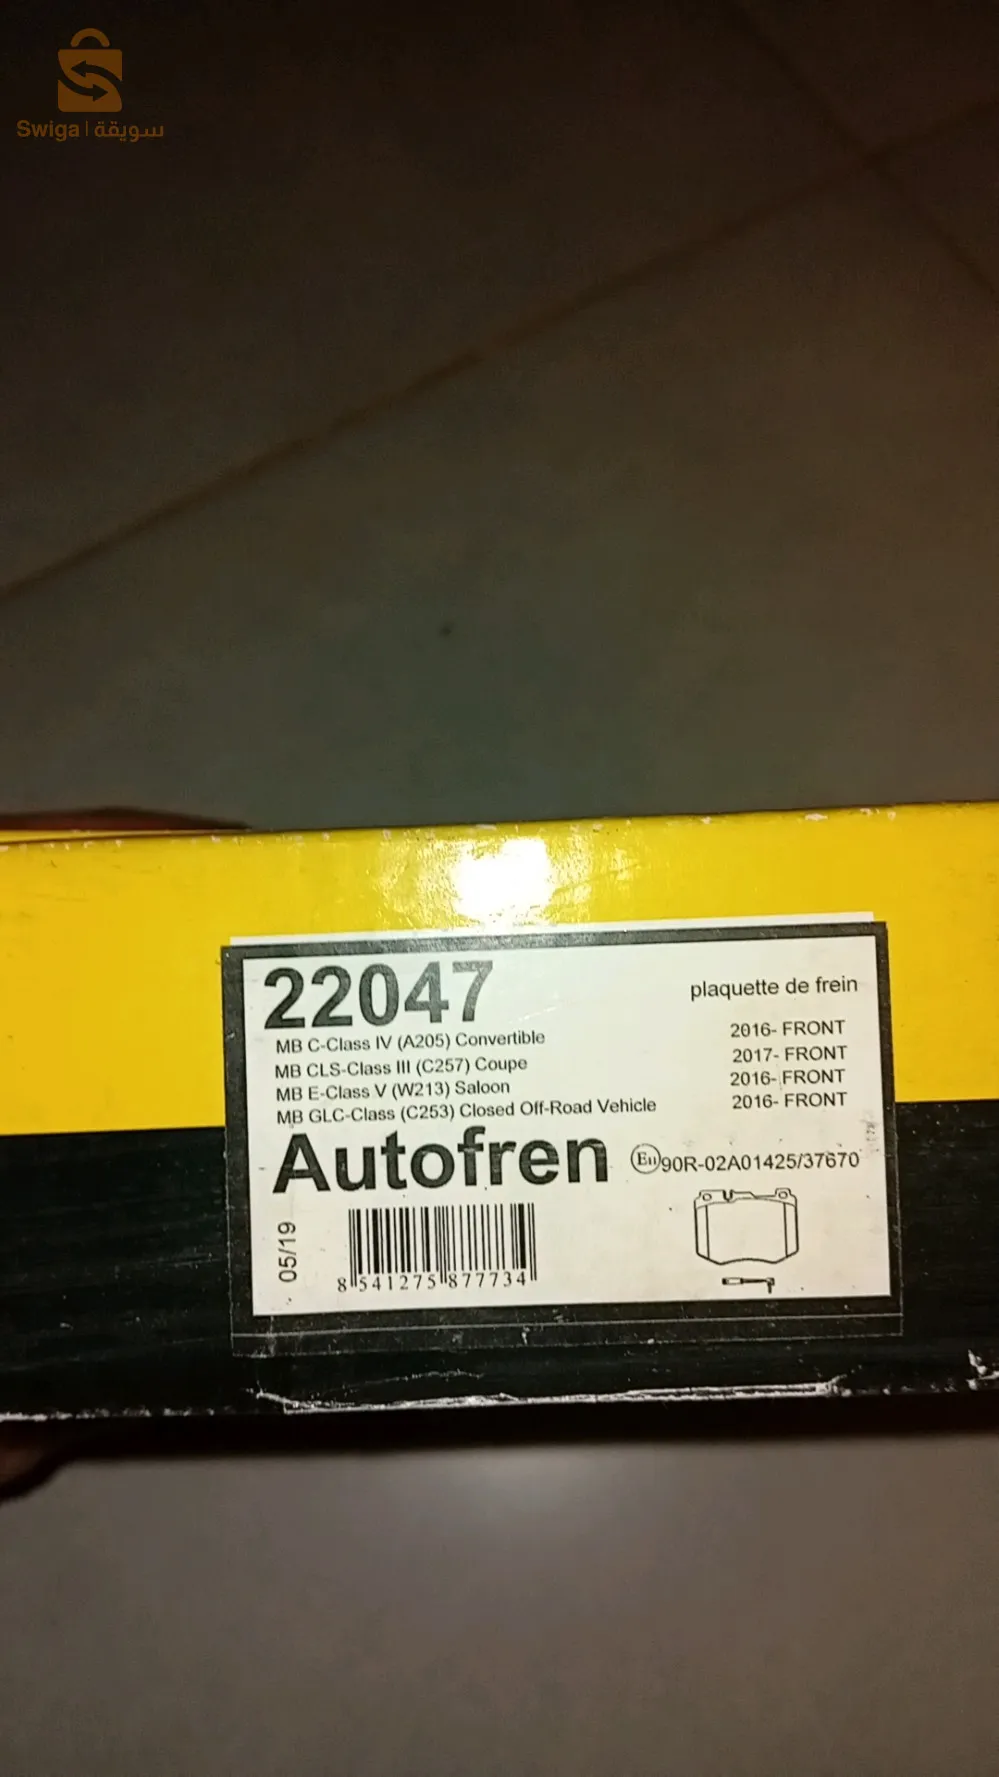 Swiga | سويقة
22047
plaquette de frein
MB C-Class IV (A205) Convertible 2016- FRONT
MB CLS-Class III (C257) Coupe 2017- FRONT
MB E-Class V (W213) Saloon 2016- FRONT
MB GLC-Class (C253) Closed Off-Road Vehicle 2016- FRONT
Autofren
E11 90R-02A01425/37670
05/19
8 541275 877734